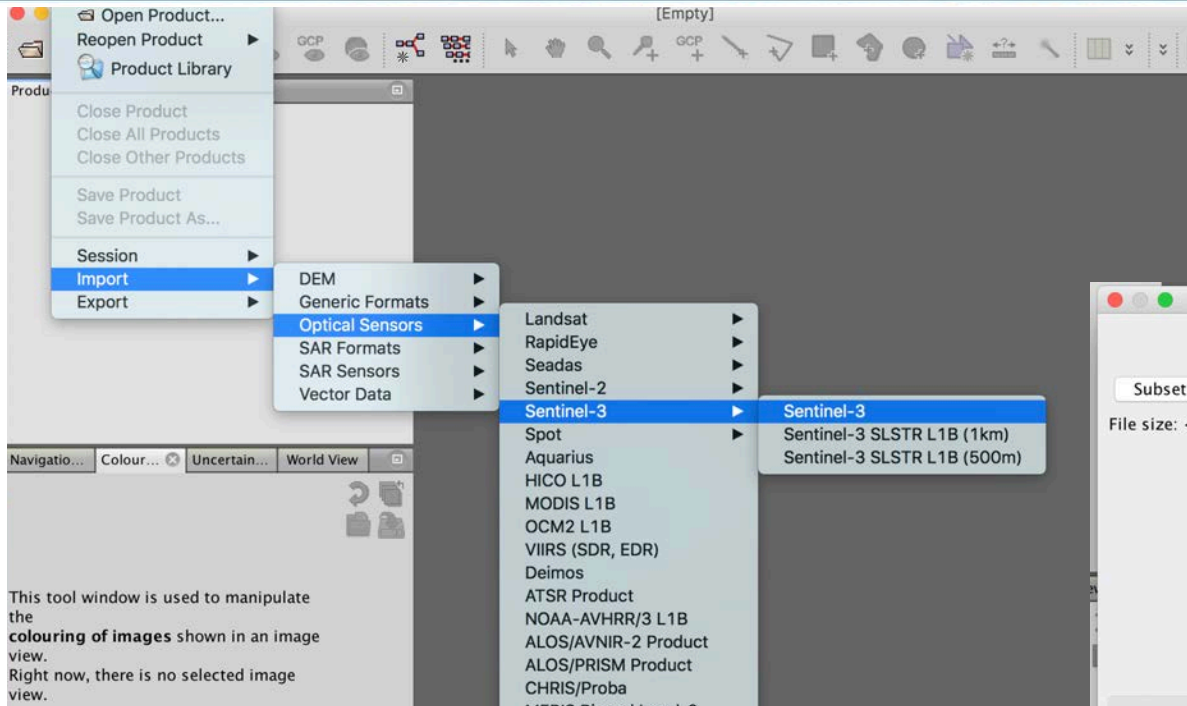 [Empty]
Open Product...
Reopen Product
Product Library
Close Product
Close All Products
Close Other Products
Save Product
Save Product As...
Session
Import
Export
GCP
GCP
Produ
DEM
Generic Formats
Optical Sensors
SAR Formats
SAR Sensors
Vector Data
Landsat
RapidEye
Seadas
Sentinel-2
Sentinel-3
Spot
Aquarius
HICO L1B
MODIS L1B
OCM2 L1B
VIIRS (SDR, EDR)
Deimos
ATSR Product
NOAA-AVHRR/3 L1B
ALOS/AVNIR-2 Product
ALOS/PRISM Product
CHRIS/Proba
Sentinel-3
Sentinel-3 SLSTR L1B (1km)
Sentinel-3 SLSTR L1B (500m)
Navigatio... Colour... Uncertain... World View
This tool window is used to manipulate
the
colouring of images shown in an image
view.
Right now, there is no selected image
view.
Subset
File size: